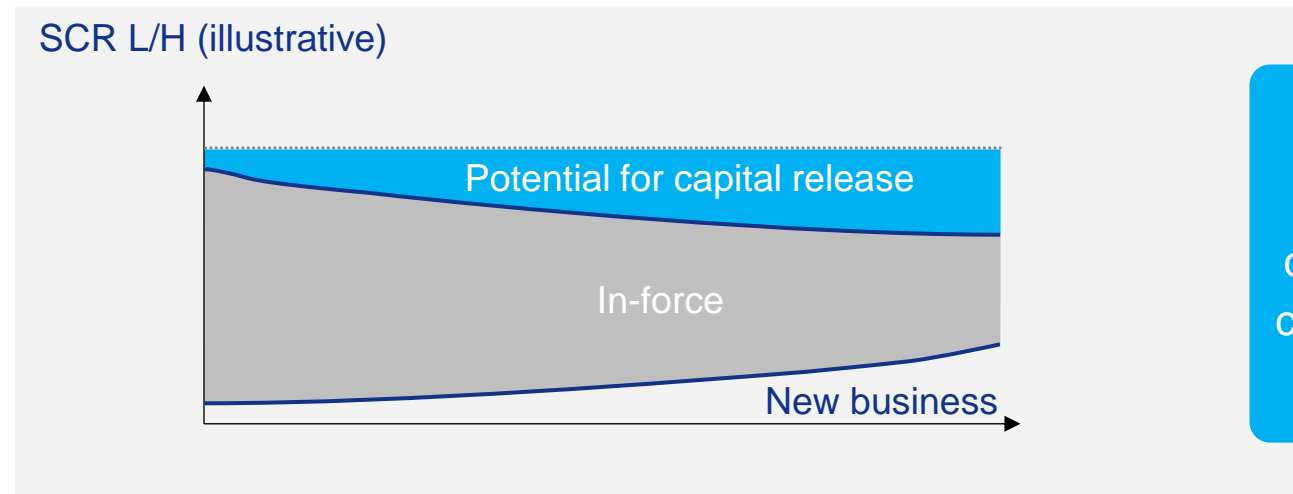 SCR L/H (illustrative)
Potential for capital release
In-force
New business